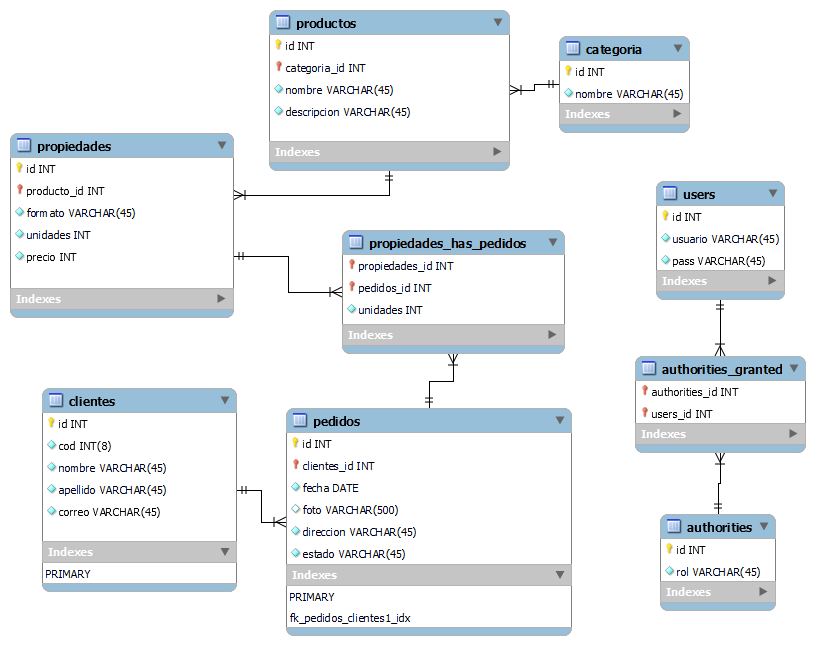 productos
id INT
categoria_id INT
nombre VARCHAR(45)
descripcion VARCHAR(45)
Indexes
categoria
id INT
nombre VARCHAR(45)
Indexes
propiedades
id INT
producto_id INT
formato VARCHAR(45)
unidades INT
precio INT
Indexes
users
id INT
usuario VARCHAR(45)
pass VARCHAR(45)
Indexes
propiedades_has_pedidos
propiedades_id INT
pedidos_id INT
unidades INT
Indexes
authorities_granted
authorities_id INT
users_id INT
Indexes
clientes
id INT
cod INT(8)
nombre VARCHAR(45)
apellido VARCHAR(45)
correo VARCHAR(45)
Indexes
PRIMARY
pedidos
id INT
clientes_id INT
fecha DATE
foto VARCHAR(500)
direccion VARCHAR(45)
estado VARCHAR(45)
Indexes
PRIMARY
fk_pedidos_clientes1_idx
authorities
id INT
rol VARCHAR(45)
Indexes